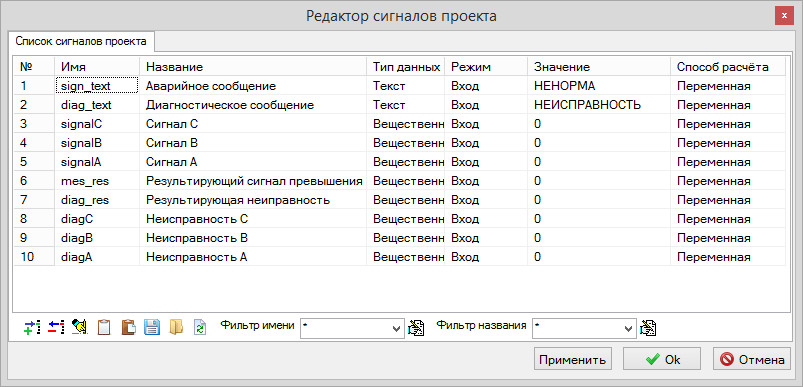 Редактор сигналов проекта
x
Список сигналов проекта
№ Имя Название Тип данных Режим Значение Способ расчёта
1 sign_text Аварийное сообщение Текст Вход НЕНОРМА Переменная
2 diag_text Диагностическое сообщение Текст Вход НЕИСПРАВНОСТЬ Переменная
3 signalC Сигнал C Вещественн Вход 0 Переменная
4 signalB Сигнал B Вещественн Вход 0 Переменная
5 signalA Сигнал A Вещественн Вход 0 Переменная
6 mes_res Результирующий сигнал превышения Вещественн Вход 0 Переменная
7 diag_res Результирующая неиправность Вещественн Вход 0 Переменная
8 diagC Неисправность C Вещественн Вход 0 Переменная
9 diagB Неисправность B Вещественн Вход 0 Переменная
10 diagA Неисправность A Вещественн Вход 0 Переменная
Фильтр имени * Фильтр названия *
Применить Ok Отмена